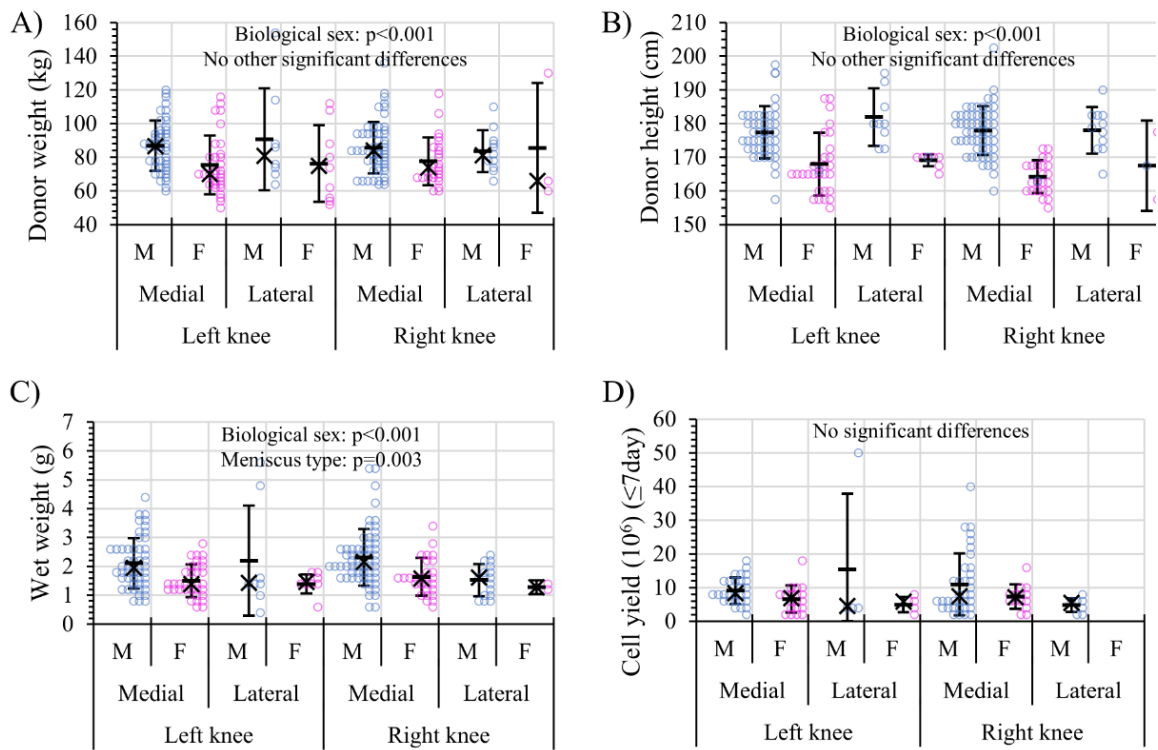 A)
Donor weight (kg)
160
140
120
100
80
60
40
Biological sex: p<0.001
No other significant differences
M F M F M F M F
Medial Lateral Medial Lateral
Left knee Right knee
B)
Donor height (cm)
210
200
190
180
170
160
150
Biological sex: p<0.001
No other significant differences
M F M F M F M F
Medial Lateral Medial Lateral
Left knee Right knee
C)
Wet weight (g)
7
6
5
4
3
2
1
0
Biological sex: p<0.001
Meniscus type: p=0.003
M F M F M F M F
Medial Lateral Medial Lateral
Left knee Right knee
D)
Cell yield (10⁶) (≤7day)
60
50
40
30
20
10
0
No significant differences
M F M F M F M F
Medial Lateral Medial Lateral
Left knee Right knee